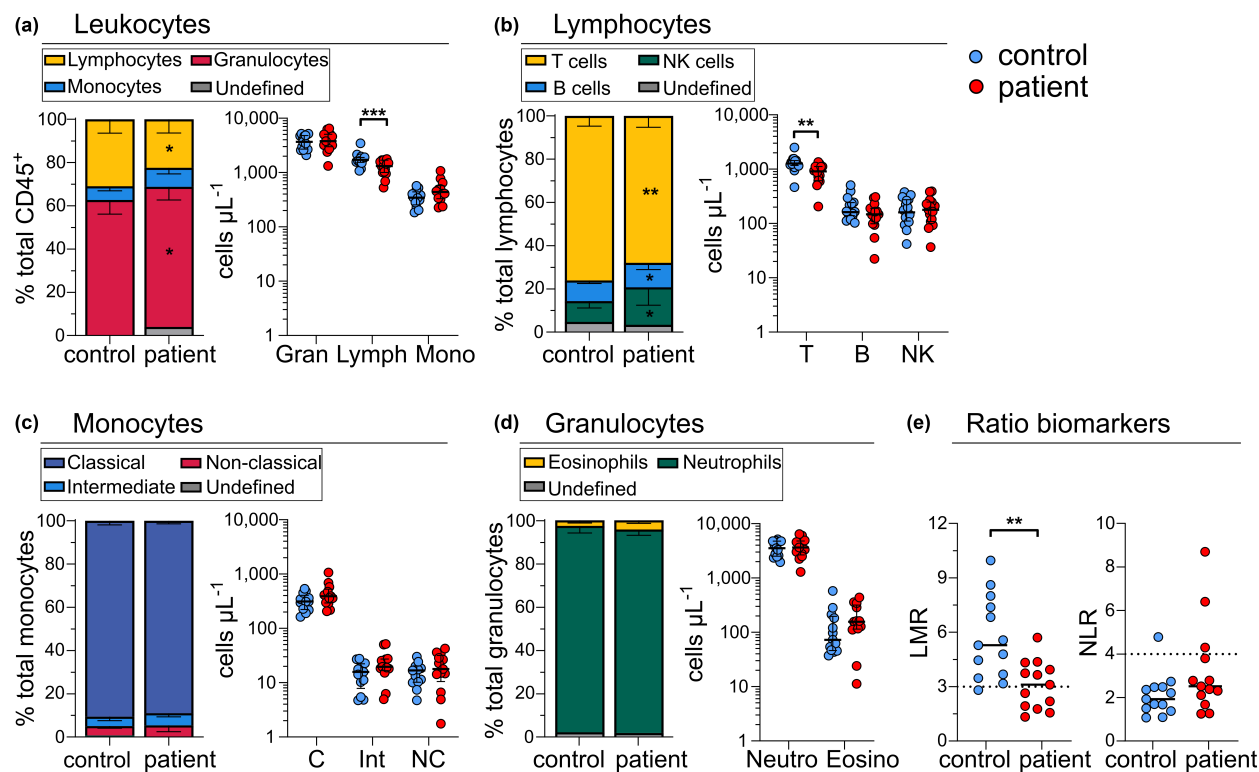 (a) Leukocytes
Lymphocytes Granulocytes
Monocytes Undefined
% total CD45⁺
100
80
60
40
20
0
*
*
control patient
cells µL⁻¹
10,000
1,000
100
10
1
***
Gran Lymph Mono
(b) Lymphocytes
T cells NK cells
B cells Undefined
% total lymphocytes
100
80
60
40
20
0
**
*
*
control patient
cells µL⁻¹
10,000
1,000
100
10
1
**
T B NK
control
patient
(c) Monocytes
Classical Non-classical
Intermediate Undefined
% total monocytes
100
80
60
40
20
0
control patient
cells µL⁻¹
10,000
1,000
100
10
1
C Int NC
(d) Granulocytes
Eosinophils Neutrophils
Undefined
% total granulocytes
100
80
60
40
20
0
control patient
cells µL⁻¹
10,000
1,000
100
10
1
Neutro Eosino
(e) Ratio biomarkers
LMR
12
9
6
3
0
**
control patient
NLR
10
8
6
4
2
0
control patient